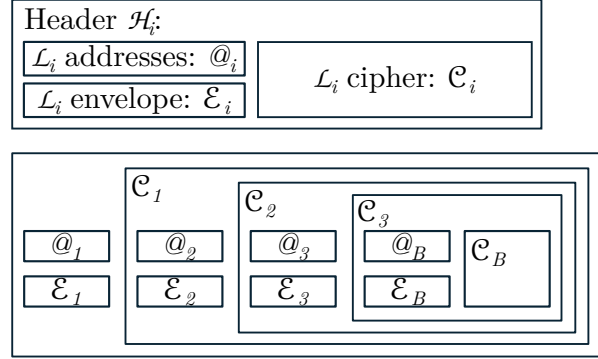 Header ℋᵢ:
ℒᵢ addresses: @ᵢ
ℒᵢ envelope: ℰᵢ
ℒᵢ cipher: 𝒞ᵢ
𝒞₁
𝒞₂
𝒞₃
@₁ @₂ @₃ @_B 𝒞_B
ℰ₁ ℰ₂ ℰ₃ ℰ_B